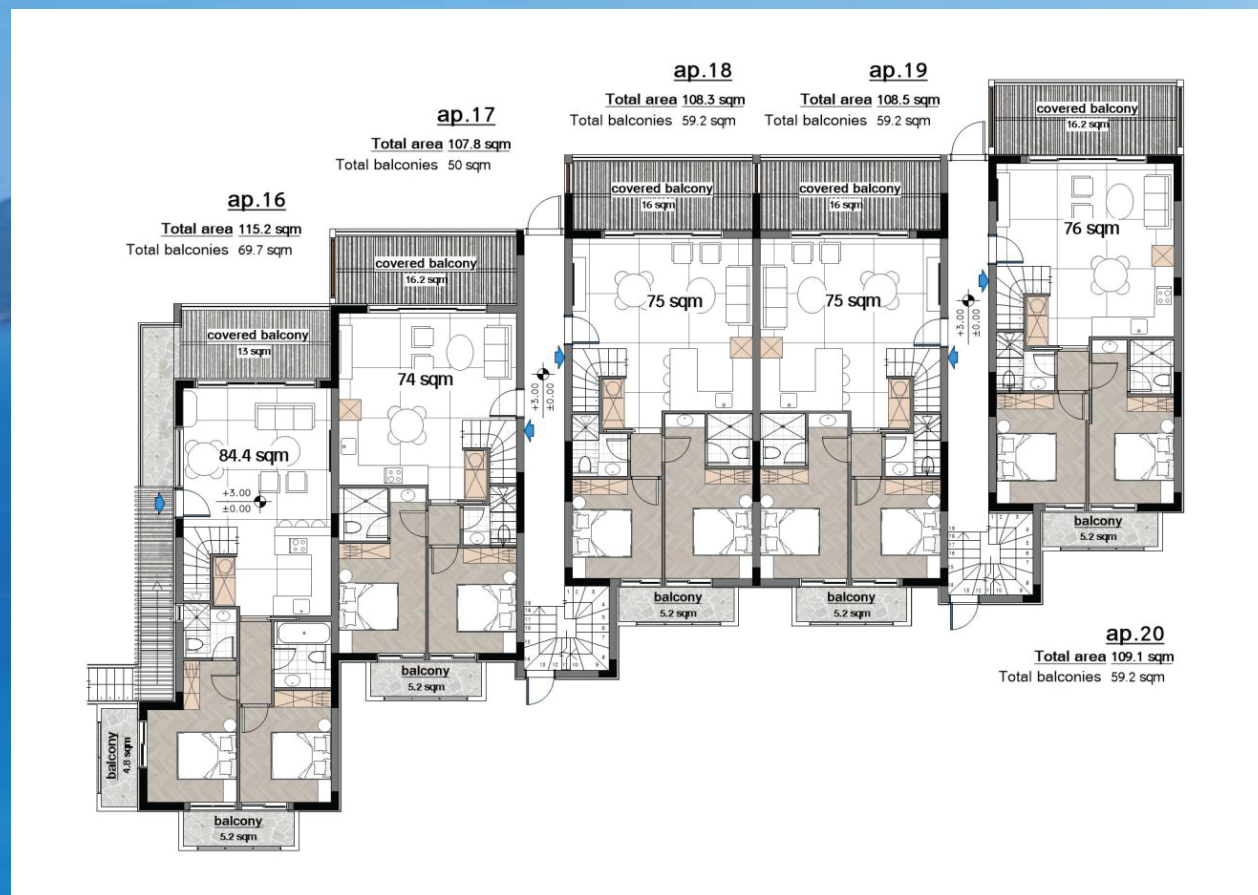 ap.16
Total area 115.2 sqm
Total balconies 69.7 sqm
covered balcony
13 sqm
84.4 sqm
+3.00
±0.00
balcony
4.8 sqm
balcony
5.2 sqm
ap.17
Total area 107.8 sqm
Total balconies 50 sqm
covered balcony
16.2 sqm
74 sqm
balcony
5.2 sqm
+3.00
±0.00
ap.18
Total area 108.3 sqm
Total balconies 59.2 sqm
covered balcony
16 sqm
75 sqm
balcony
5.2 sqm
ap.19
Total area 108.5 sqm
Total balconies 59.2 sqm
covered balcony
16 sqm
75 sqm
balcony
5.2 sqm
+3.00
±0.00
covered balcony
16.2 sqm
76 sqm
balcony
5.2 sqm
ap.20
Total area 109.1 sqm
Total balconies 59.2 sqm